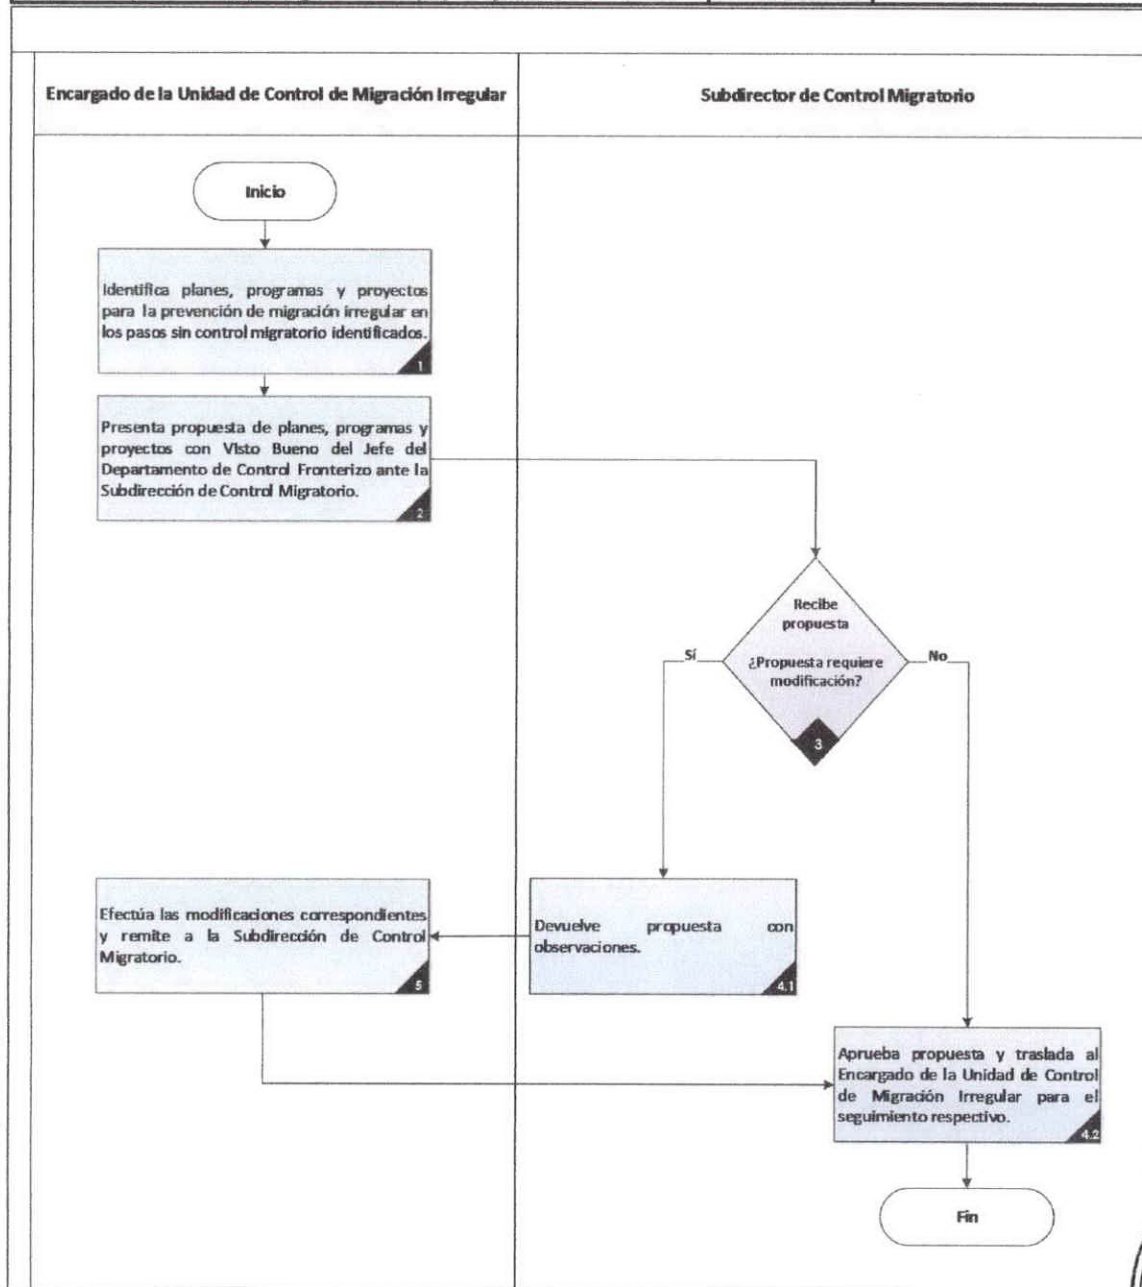 Encargado de la Unidad de Control de Migración Irregular
Subdirector de Control Migratorio
Inicio
Identifica planes, programas y proyectos
para la prevención de migración irregular en
los pasos sin control migratorio identificados.
1
Presenta propuesta de planes, programas y
proyectos con Visto Bueno del Jefe del
Departamento de Control Fronterizo ante la
Subdirección de Control Migratorio.
2
Recibe
propuesta
¿Propuesta requiere
modificación?
3
Sí
No
Devuelve propuesta con
observaciones.
4.1
Efectúa las modificaciones correspondientes
y remite a la Subdirección de Control
Migratorio.
5
Aprueba propuesta y traslada al
Encargado de la Unidad de Control
de Migración Irregular para el
seguimiento respectivo.
4.2
Fin